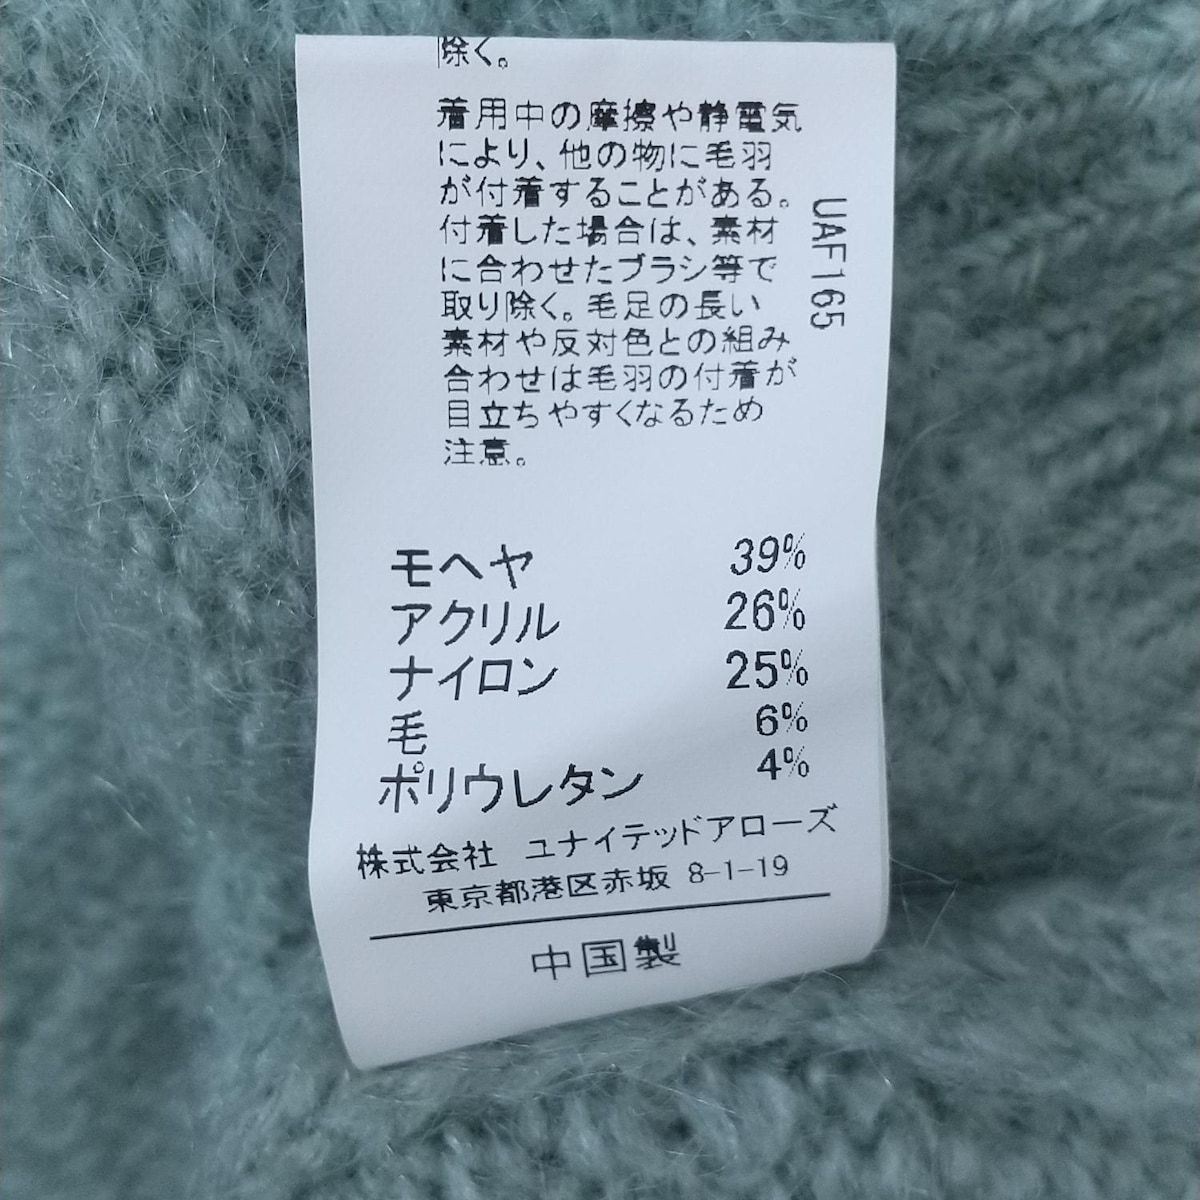 除く。
着用中の摩擦や静電気
により、他の物に毛羽
が付着することがある。
付着した場合は、素材
に合わせたブラシ等で
取り除く。毛足の長い
素材や反対色との組み
合わせは毛羽の付着が
目立ちやすくなるため
注意。
UAF165
モヘヤ 39%
アクリル 26%
ナイロン 25%
毛 6%
ポリウレタン 4%
株式会社 ユナイテッドアローズ
東京都港区赤坂 8-1-19
中国製